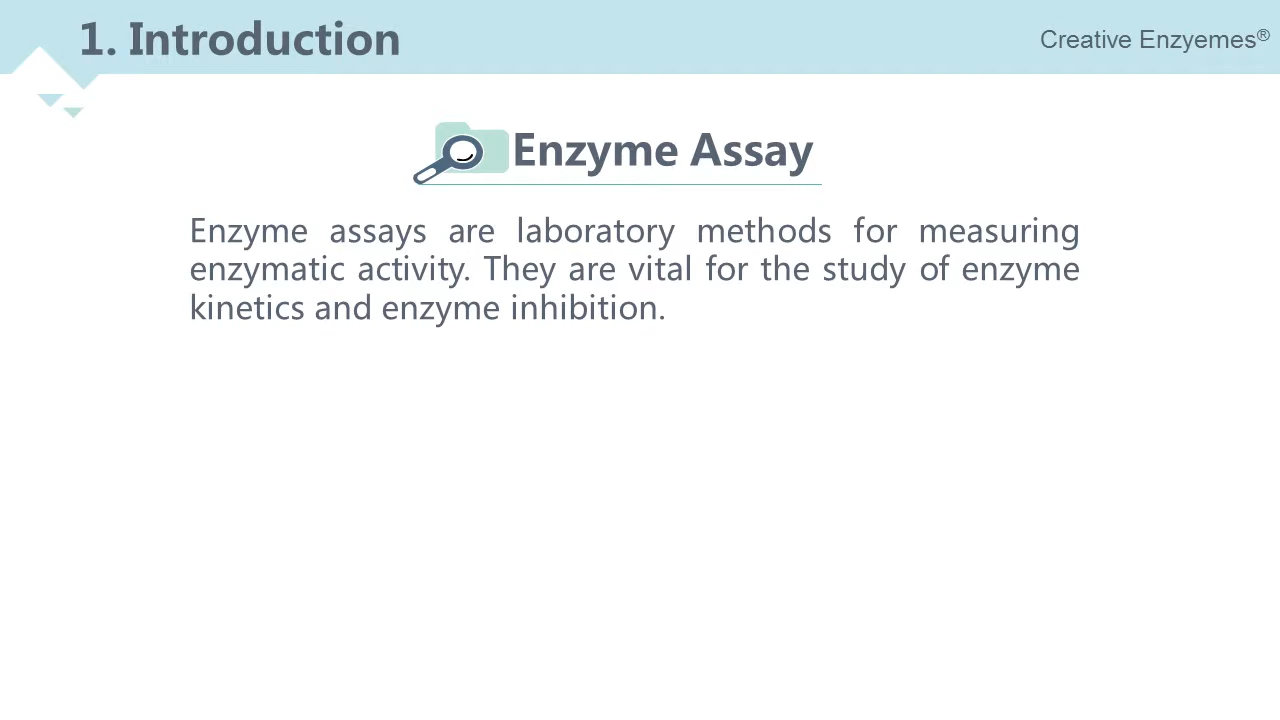 1. Introduction
Creative Enzyemes®
Enzyme Assay
Enzyme assays are laboratory methods for measuring
enzymatic activity. They are vital for the study of enzyme
kinetics and enzyme inhibition.